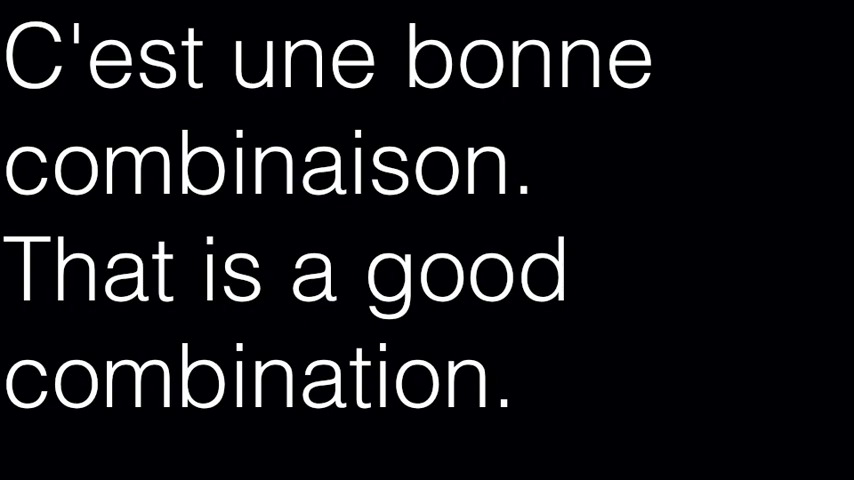 C'est une bonne
combinaison.
That is a good
combination.